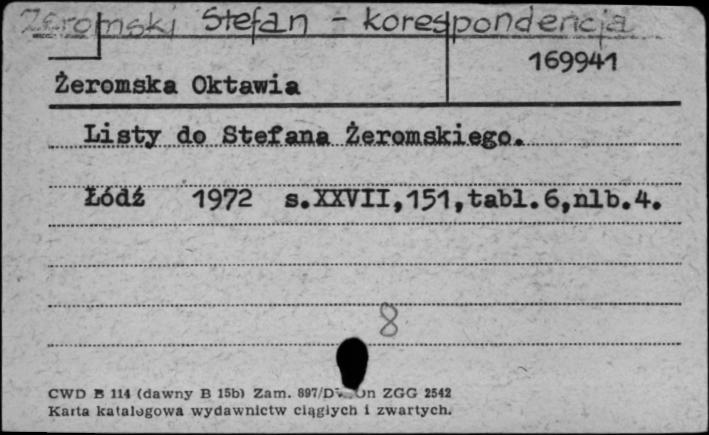 Żeromski Stefan - korespondencja
169941
Żeromska Oktawia
Listy do Stefana Żeromskiego.
Łódź 1972 s.XXVII,151,tabl.6,nlb.4.
8
CWD B 114 (dawny B 15b) Zam. 897/D ZGG 2542
Karta katalogowa wydawnictw ciągłych i zwartych.